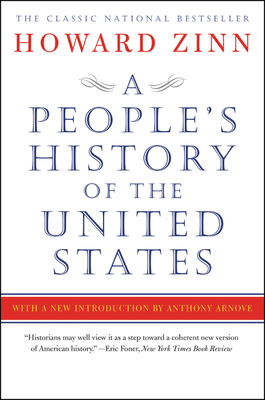 THE CLASSIC NATIONAL BESTSELLER
HOWARD ZINN
A
PEOPLE'S
HISTORY
OF THE
UNITED
STATES
WITH A NEW INTRODUCTION BY ANTHONY ARNOVE
“Historians may well view it as a step toward a coherent new version
of American history.” —Eric Foner, New York Times Book Review